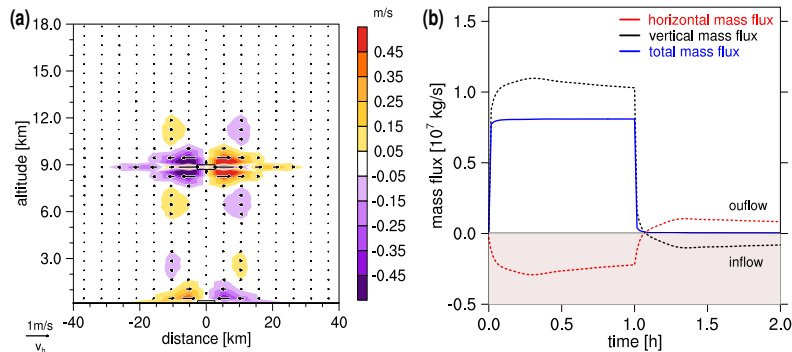 (a)
m/s
18.0
15.0
12.0
9.0
6.0
3.0
altitude [km]
-40 -20 0 20 40
distance [km]
1m/s
v_h
0.45
0.35
0.25
0.15
0.05
-0.05
-0.15
-0.25
-0.35
-0.45
(b)
horizontal mass flux
vertical mass flux
total mass flux
1.5
1.0
0.5
0.0
-0.5
mass flux [10⁷ kg/s]
ouflow
inflow
0.0 0.5 1.0 1.5 2.0
time [h]